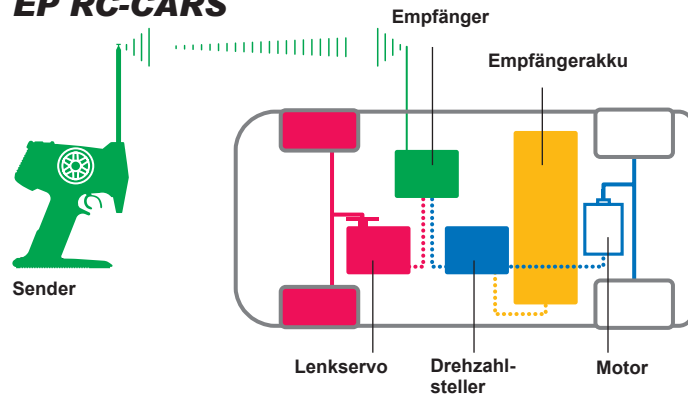 EP RC-CARS
Empfänger
Empfängerakku
Sender
Lenkservo
Drehzahl-
steller
Motor